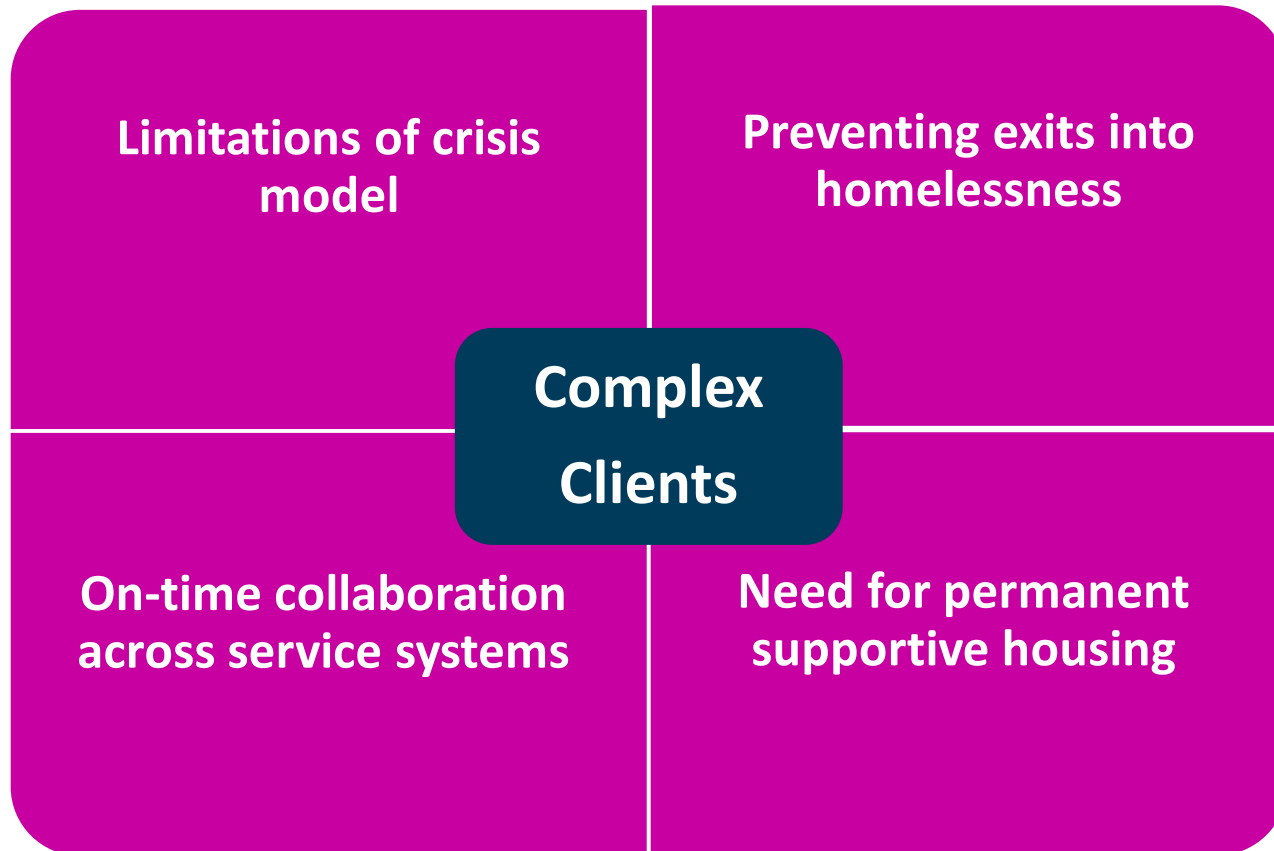 Limitations of crisis
model
Preventing exits into
homelessness
Complex
Clients
On-time collaboration
across service systems
Need for permanent
supportive housing